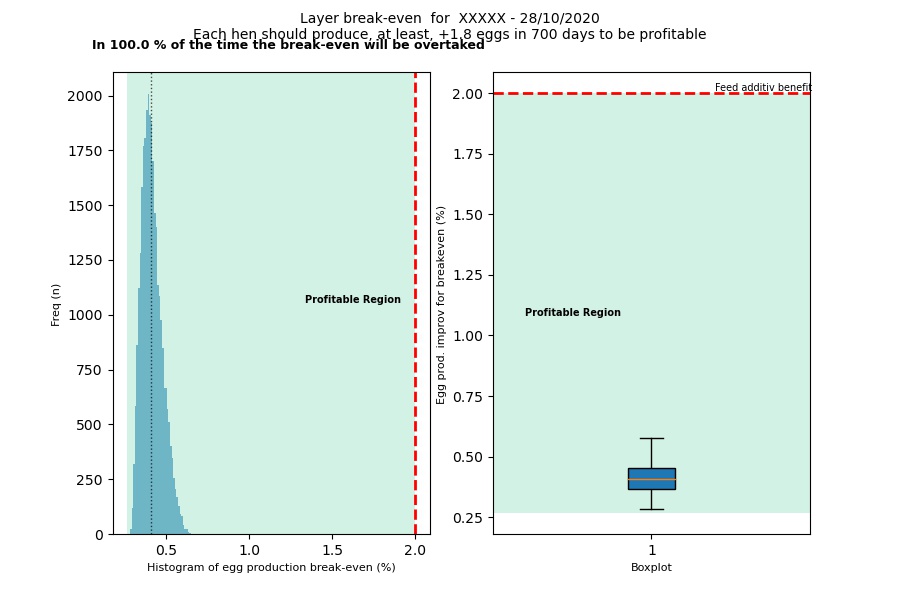 Layer break-even  for  XXXXX - 28/10/2020
Each hen should produce, at least, +1.8 eggs in 700 days to be profitable
In 100.0 % of the time the break-even will be overtaked
2000
1750
1500
1250
1000
750
500
250
0
Freq (n)
Profitable Region
0.5 1.0 1.5 2.0
Histogram of egg production break-even (%)
Feed additiv benefit
2.00
1.75
1.50
1.25
1.00
0.75
0.50
0.25
Egg prod. improv for breakeven (%)
Profitable Region
1
Boxplot